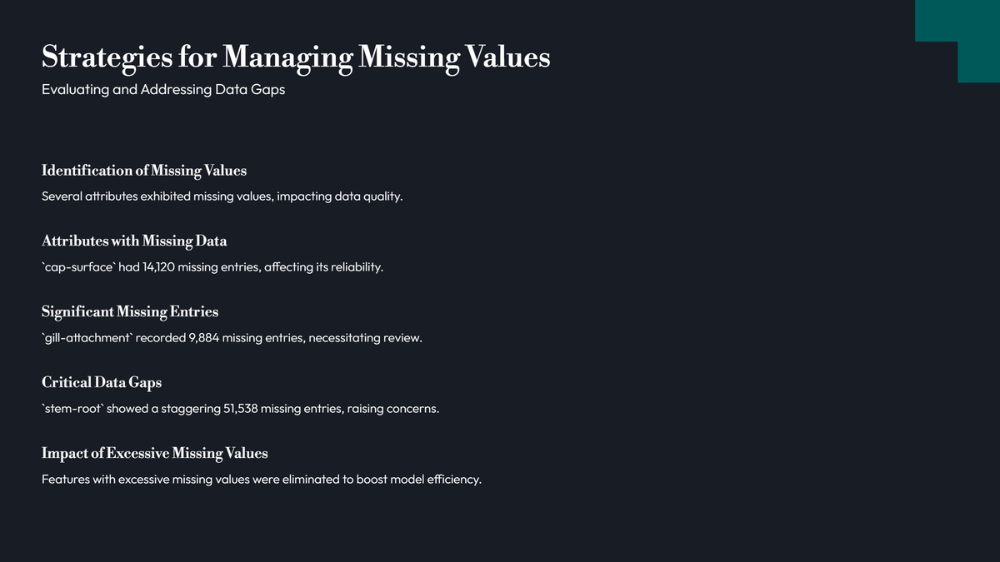 Strategies for Managing Missing Values
Evaluating and Addressing Data Gaps
Identification of Missing Values
Several attributes exhibited missing values, impacting data quality.
Attributes with Missing Data
`cap-surface` had 14,120 missing entries, affecting its reliability.
Significant Missing Entries
`gill-attachment` recorded 9,884 missing entries, necessitating review.
Critical Data Gaps
`stem-root` showed a staggering 51,538 missing entries, raising concerns.
Impact of Excessive Missing Values
Features with excessive missing values were eliminated to boost model efficiency.